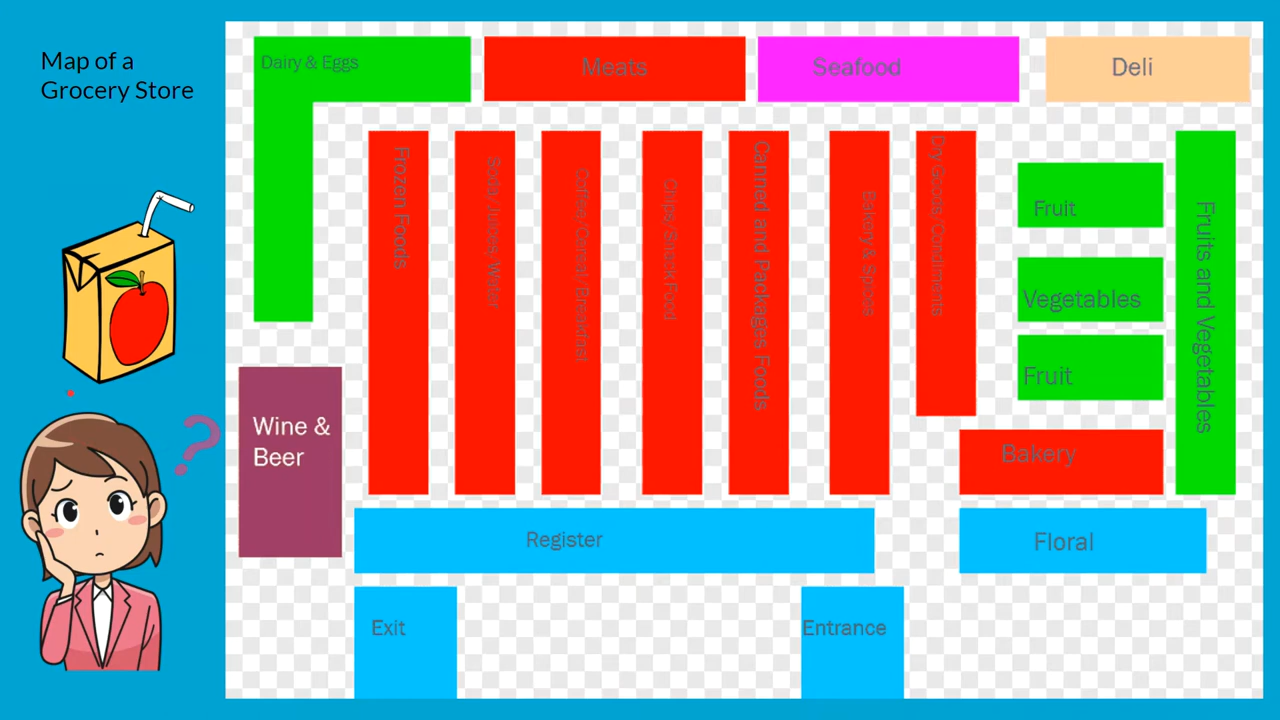 Map of a
Grocery Store
Dairy & Eggs
Meats
Seafood
Deli
Frozen Foods
Soda/Juices/Water
Coffee/Cereal/Breakfast
Chips/Snack Food
Canned and Packages Foods
Bakery & Spices
Dry Goods/Condiments
Fruit
Vegetables
Fruit
Fruits and Vegetables
Wine &
Beer
Bakery
Register
Floral
Exit
Entrance
?